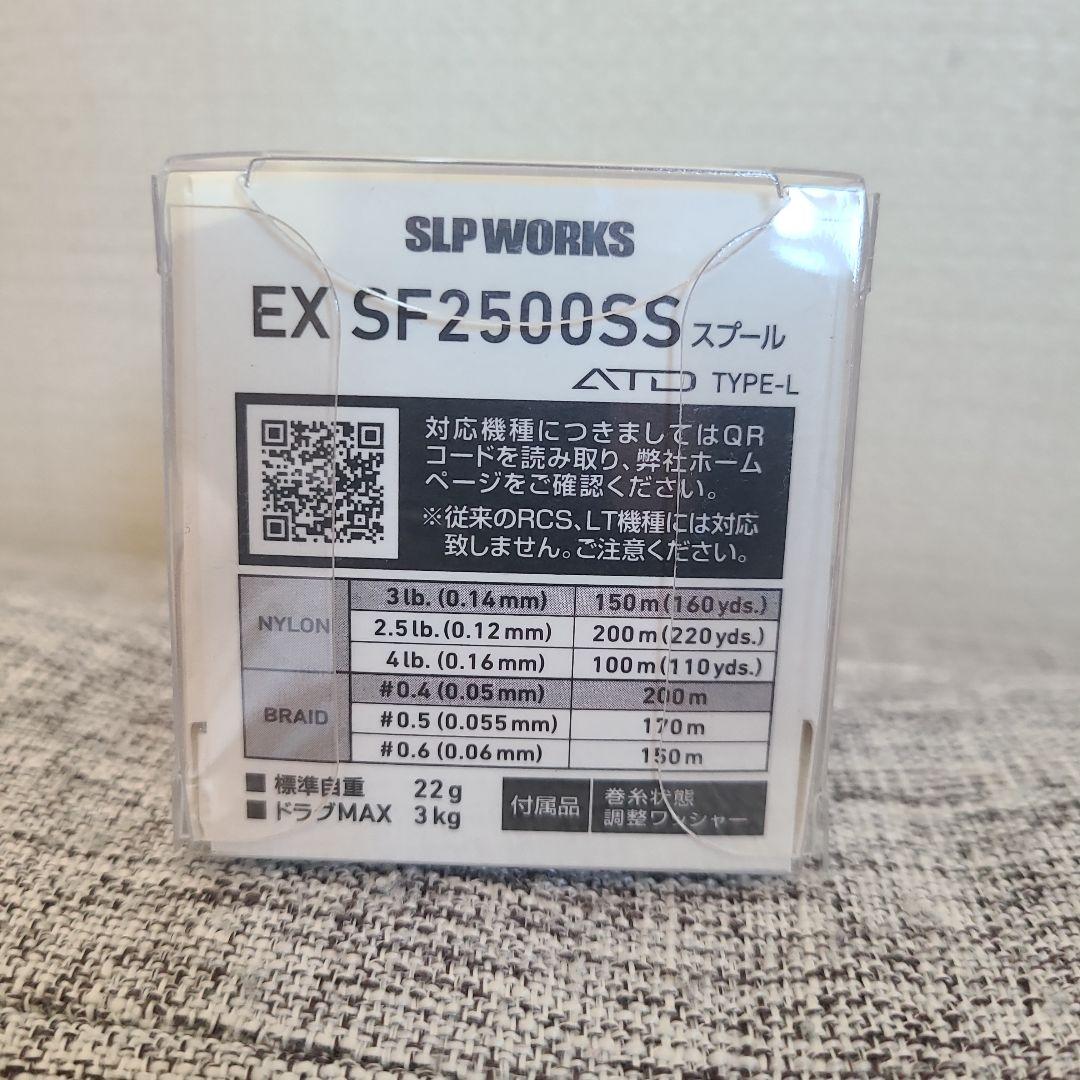 SLP WORKS
EX SF2500SS スプール
ATD TYPE-L
対応機種につきましてはQR
コードを読み取り、弊社ホーム
ページをご確認ください。
※従来のRCS、LT機種には対応
致しません。ご注意ください。
NYLON
3lb.(0.14mm) 150m(160yds.)
2.5lb.(0.12mm) 200m(220yds.)
4lb.(0.16mm) 100m(110yds.)
BRAID
#0.4(0.05mm) 200m
#0.5(0.055mm) 170m
#0.6(0.06mm) 150m
■ 標準自重 22g
■ ドラグMAX 3kg
付属品
巻糸状態
調整ワッシャー